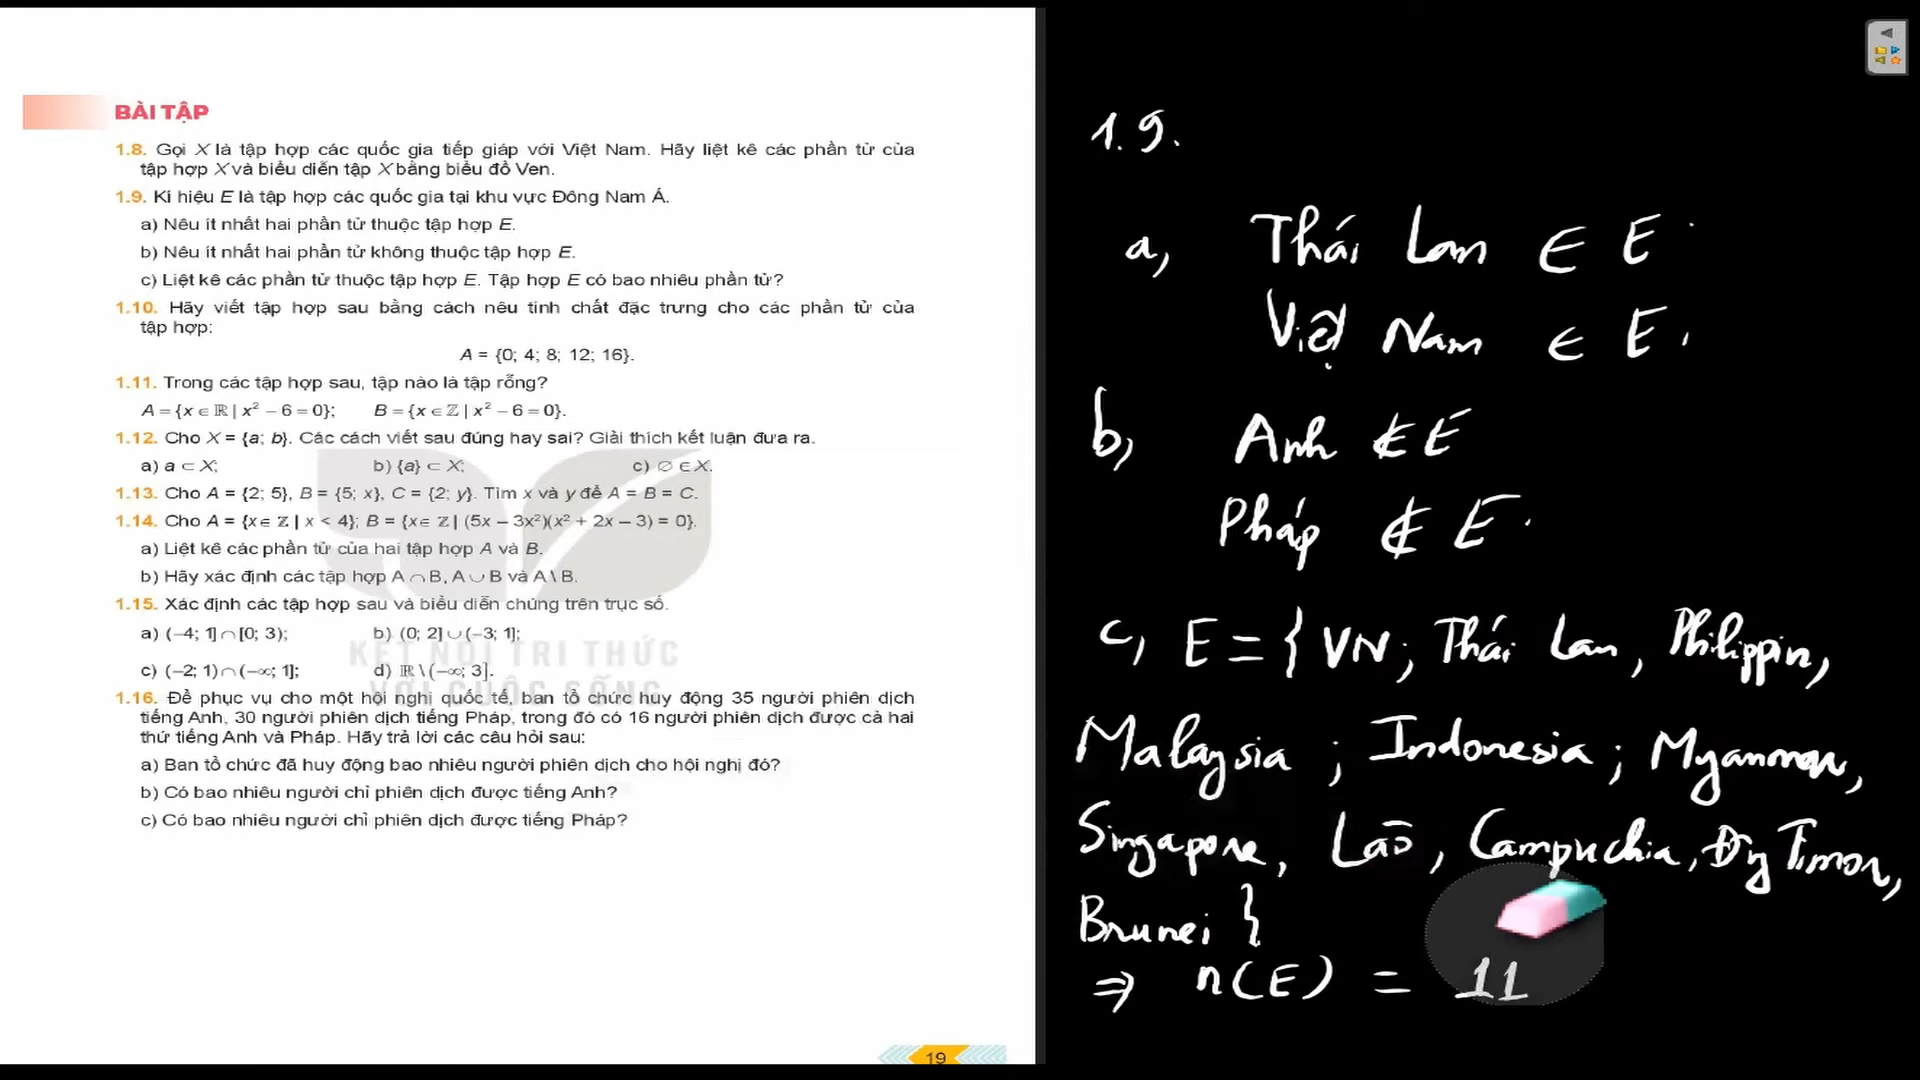 BÀI TẬP
1.8. Gọi X là tập hợp các quốc gia tiếp giáp với Việt Nam. Hãy liệt kê các phần tử của
tập hợp X và biểu diễn tập X bằng biểu đồ Ven.
1.9. Kí hiệu E là tập hợp các quốc gia tại khu vực Đông Nam Á.
a) Nêu ít nhất hai phần tử thuộc tập hợp E.
b) Nêu ít nhất hai phần tử không thuộc tập hợp E.
c) Liệt kê các phần tử thuộc tập hợp E. Tập hợp E có bao nhiêu phần tử?
1.10. Hãy viết tập hợp sau bằng cách nêu tính chất đặc trưng cho các phần tử của
tập hợp:
A = {0; 4; 8; 12; 16}.
1.11. Trong các tập hợp sau, tập nào là tập rỗng?
A = {x ∈ ℝ | x² − 6 = 0}; B = {x ∈ ℤ | x² − 6 = 0}.
1.12. Cho X = {a; b}. Các cách viết sau đúng hay sai? Giải thích kết luận đưa ra.
a) a ⊂ X; b) {a} ⊂ X; c) ∅ ∈ X.
1.13. Cho A = {2; 5}, B = {5; x}, C = {2; y}. Tìm x và y để A = B = C.
1.14. Cho A = {x ∈ ℤ | x < 4}; B = {x ∈ ℤ | (5x − 3x²)(x² + 2x − 3) = 0}.
a) Liệt kê các phần tử của hai tập hợp A và B.
b) Hãy xác định các tập hợp A ∩ B, A ∪ B và A \ B.
1.15. Xác định các tập hợp sau và biểu diễn chúng trên trục số.
a) (−4; 1] ∩ [0; 3); b) (0; 2] ∪ (−3; 1];
KẾT NỐI TRI THỨC
c) (−2; 1) ∩ (−∞; 1]; d) ℝ \ (−∞; 3].
VỚI CUỘC SỐNG
1.16. Để phục vụ cho một hội nghị quốc tế, ban tổ chức huy động 35 người phiên dịch
tiếng Anh, 30 người phiên dịch tiếng Pháp, trong đó có 16 người phiên dịch được cả hai
thứ tiếng Anh và Pháp. Hãy trả lời các câu hỏi sau:
a) Ban tổ chức đã huy động bao nhiêu người phiên dịch cho hội nghị đó?
b) Có bao nhiêu người chỉ phiên dịch được tiếng Anh?
c) Có bao nhiêu người chỉ phiên dịch được tiếng Pháp?
19
1.9.
a, Thái Lan ∈ E
Việt Nam ∈ E.
b, Anh ∉ E
Pháp ∉ E.
c, E = { VN; Thái Lan, Philippin,
Malaysia ; Indonesia ; Myanmar,
Singapore, Lào, Campuchia, Đg Timor,
Brunei }
⇒ n(E) = 11